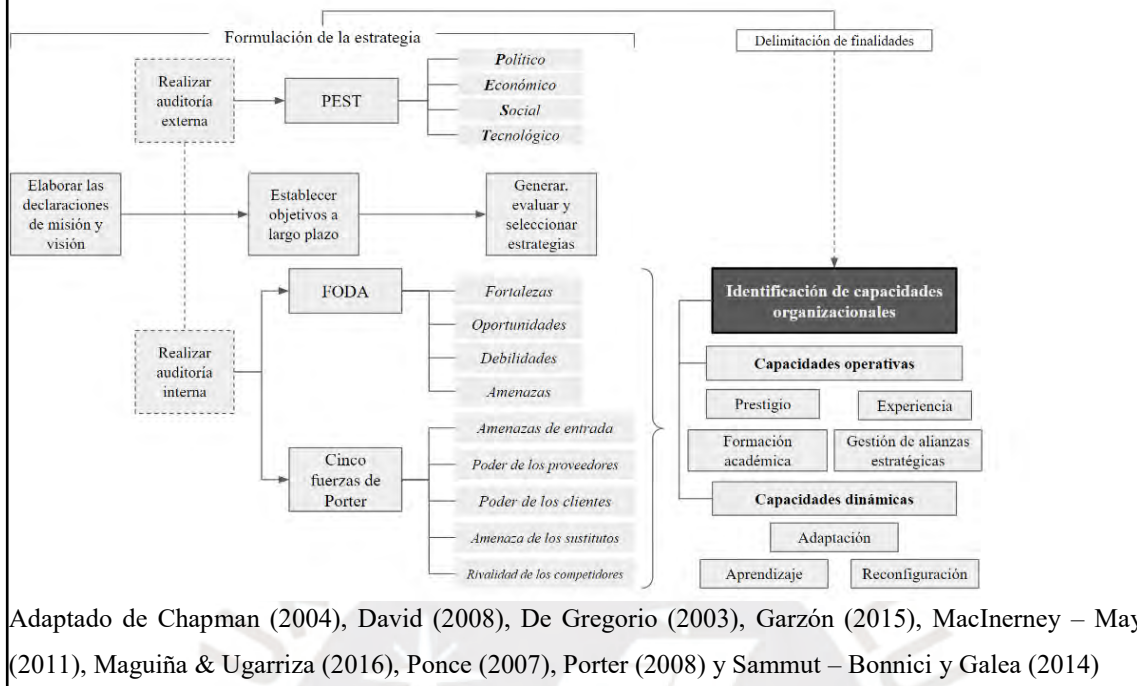 Formulación de la estrategia
Delimitación de finalidades
Realizar
auditoría
externa
PEST
Político
Económico
Social
Tecnológico
Elaborar las
declaraciones
de misión y
visión
Establecer
objetivos a
largo plazo
Generar,
evaluar y
seleccionar
estrategias
Realizar
auditoría
interna
FODA
Fortalezas
Oportunidades
Debilidades
Amenazas
Cinco
fuerzas de
Porter
Amenazas de entrada
Poder de los proveedores
Poder de los clientes
Amenaza de los sustitutos
Rivalidad de los competidores
Identificación de capacidades
organizacionales
Capacidades operativas
Prestigio
Experiencia
Formación
académica
Gestión de alianzas
estratégicas
Capacidades dinámicas
Adaptación
Aprendizaje
Reconfiguración
Adaptado de Chapman (2004), David (2008), De Gregorio (2003), Garzón (2015), MacInerney – May
(2011), Maguiña & Ugarriza (2016), Ponce (2007), Porter (2008) y Sammut – Bonnici y Galea (2014)